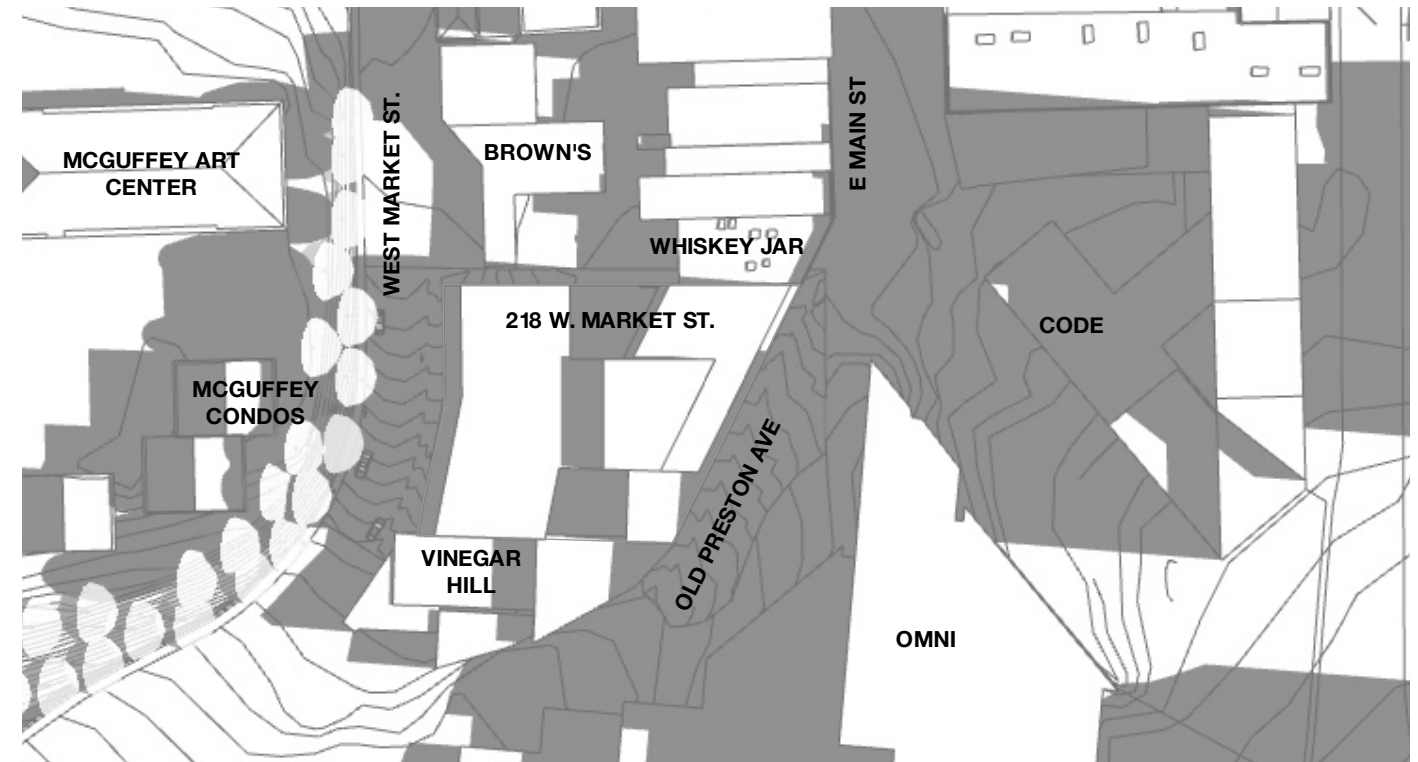 MCGUFFEY ART
CENTER
WEST MARKET ST.
BROWN'S
E MAIN ST
WHISKEY JAR
218 W. MARKET ST.
CODE
MCGUFFEY
CONDOS
VINEGAR
HILL
OLD PRESTON AVE
OMNI